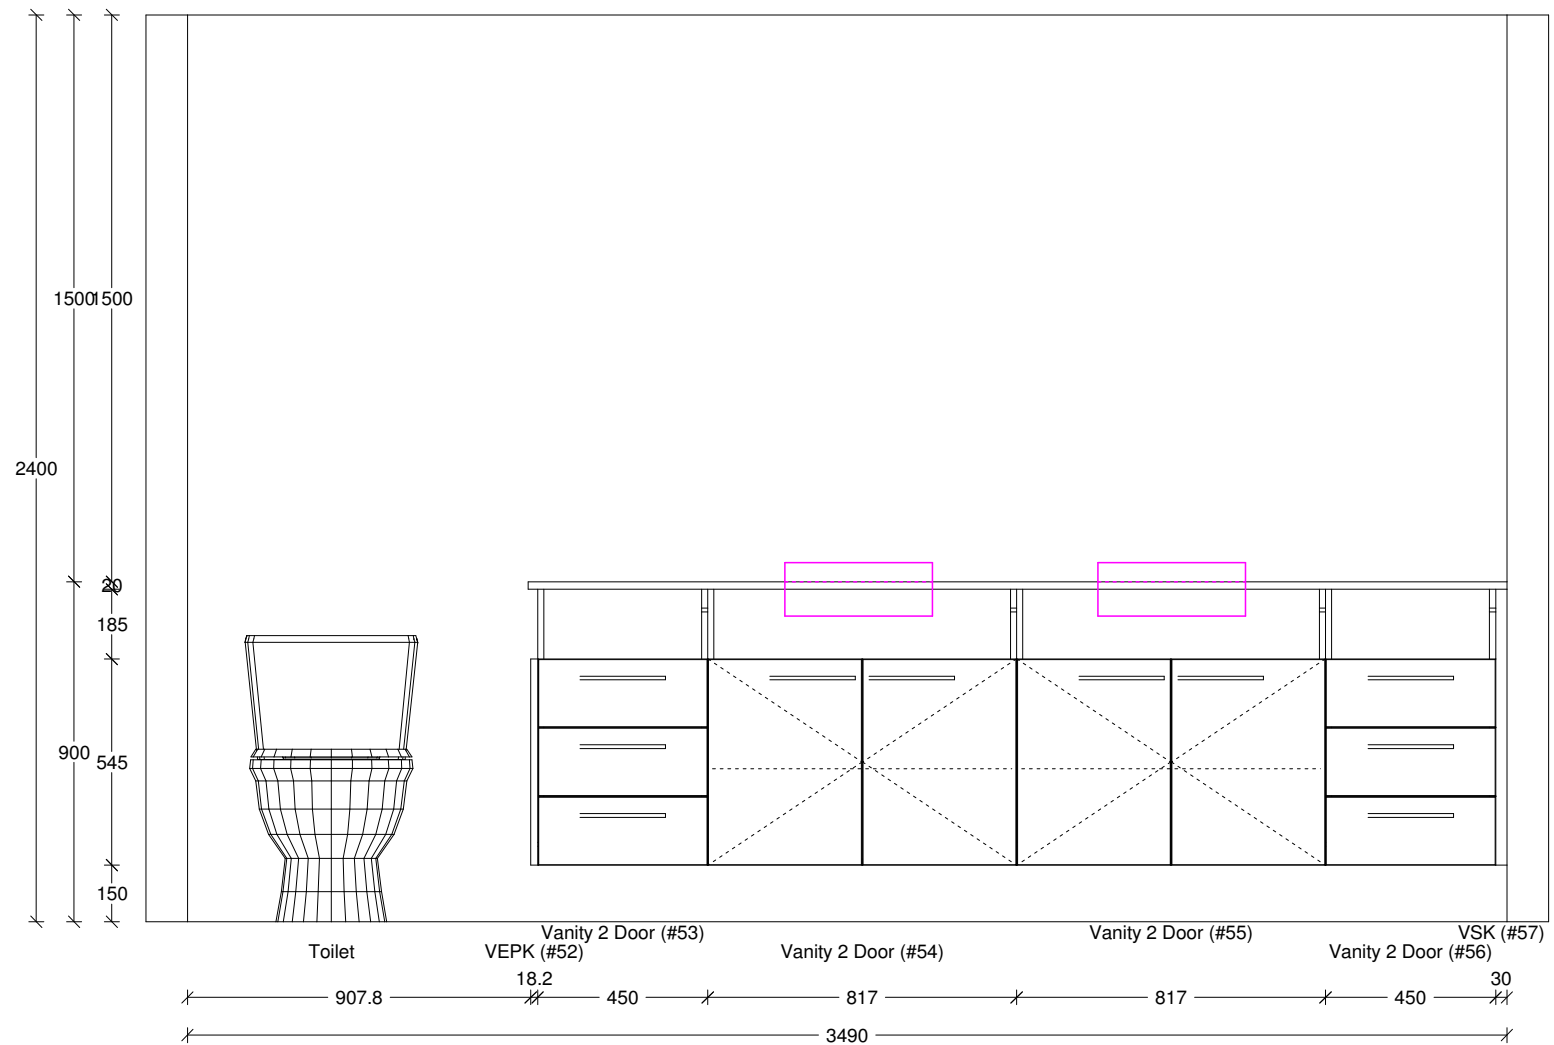 1500 1500
2400
20
185
900
545
150
Vanity 2 Door (#53)
Vanity 2 Door (#55)
VSK (#57)
Toilet
VEPK (#52)
Vanity 2 Door (#54)
Vanity 2 Door (#56)
18.2
30
907.8
450
817
817
450
3490